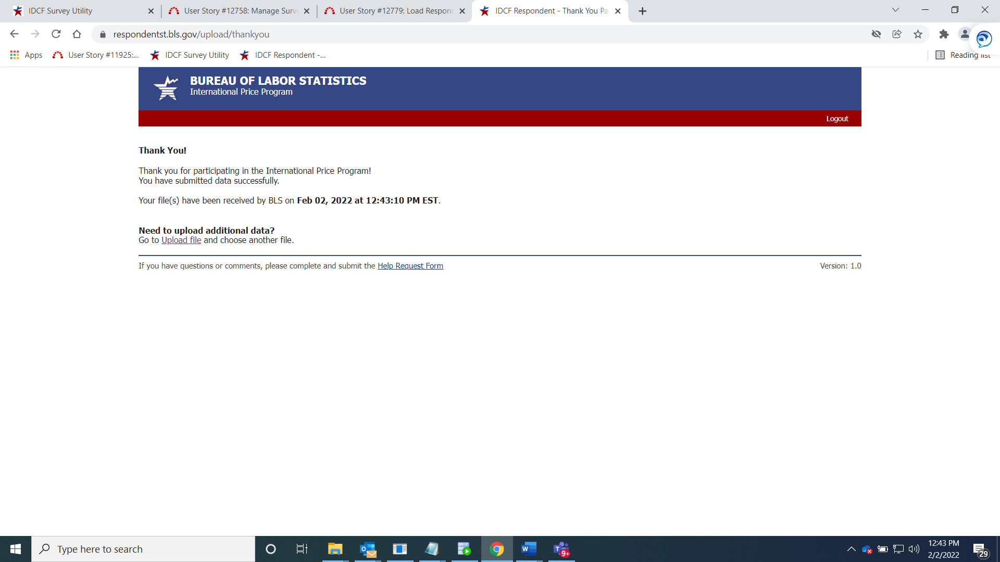 IDCF Survey Utility
User Story #12758: Manage Surv
User Story #12779: Load Respon
IDCF Respondent - Thank You Pa
respondentst.bls.gov/upload/thankyou
Apps
User Story #11925:...
IDCF Survey Utility
IDCF Respondent -...
Reading list
BUREAU OF LABOR STATISTICS
International Price Program
Logout
Thank You!
Thank you for participating in the International Price Program!
You have submitted data successfully.
Your file(s) have been received by BLS on Feb 02, 2022 at 12:43:10 PM EST.
Need to upload additional data?
Go to Upload file and choose another file.
If you have questions or comments, please complete and submit the Help Request Form
Version: 1.0
Type here to search
9+
12:43 PM
2/2/2022
29